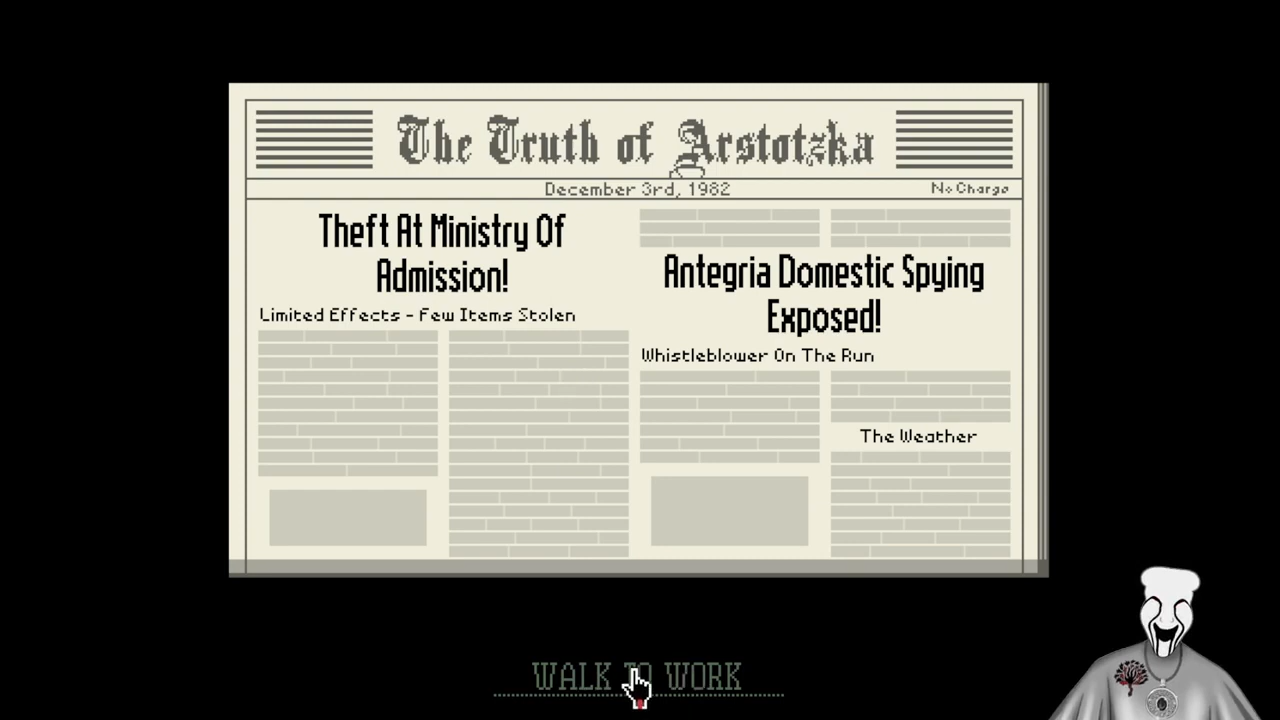 The Truth of Arstotzka
December 3rd, 1982
No Charge
Theft At Ministry Of
Admission!
Limited Effects - Few Items Stolen
Antegria Domestic Spying
Exposed!
Whistleblower On The Run
The Weather
WALK TO WORK